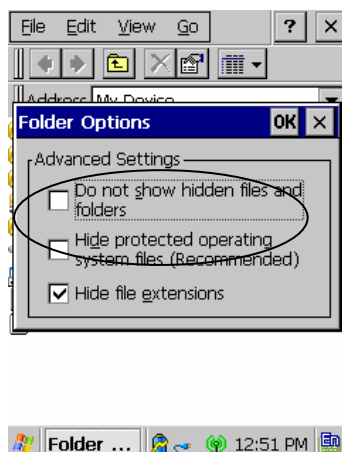 File Edit View Go ? ×
Address My Device
Folder Options OK ×
Advanced Settings
Do not show hidden files and
folders
Hide protected operating
system files (Recommended)
Hide file extensions
Folder ... 12:51 PM En